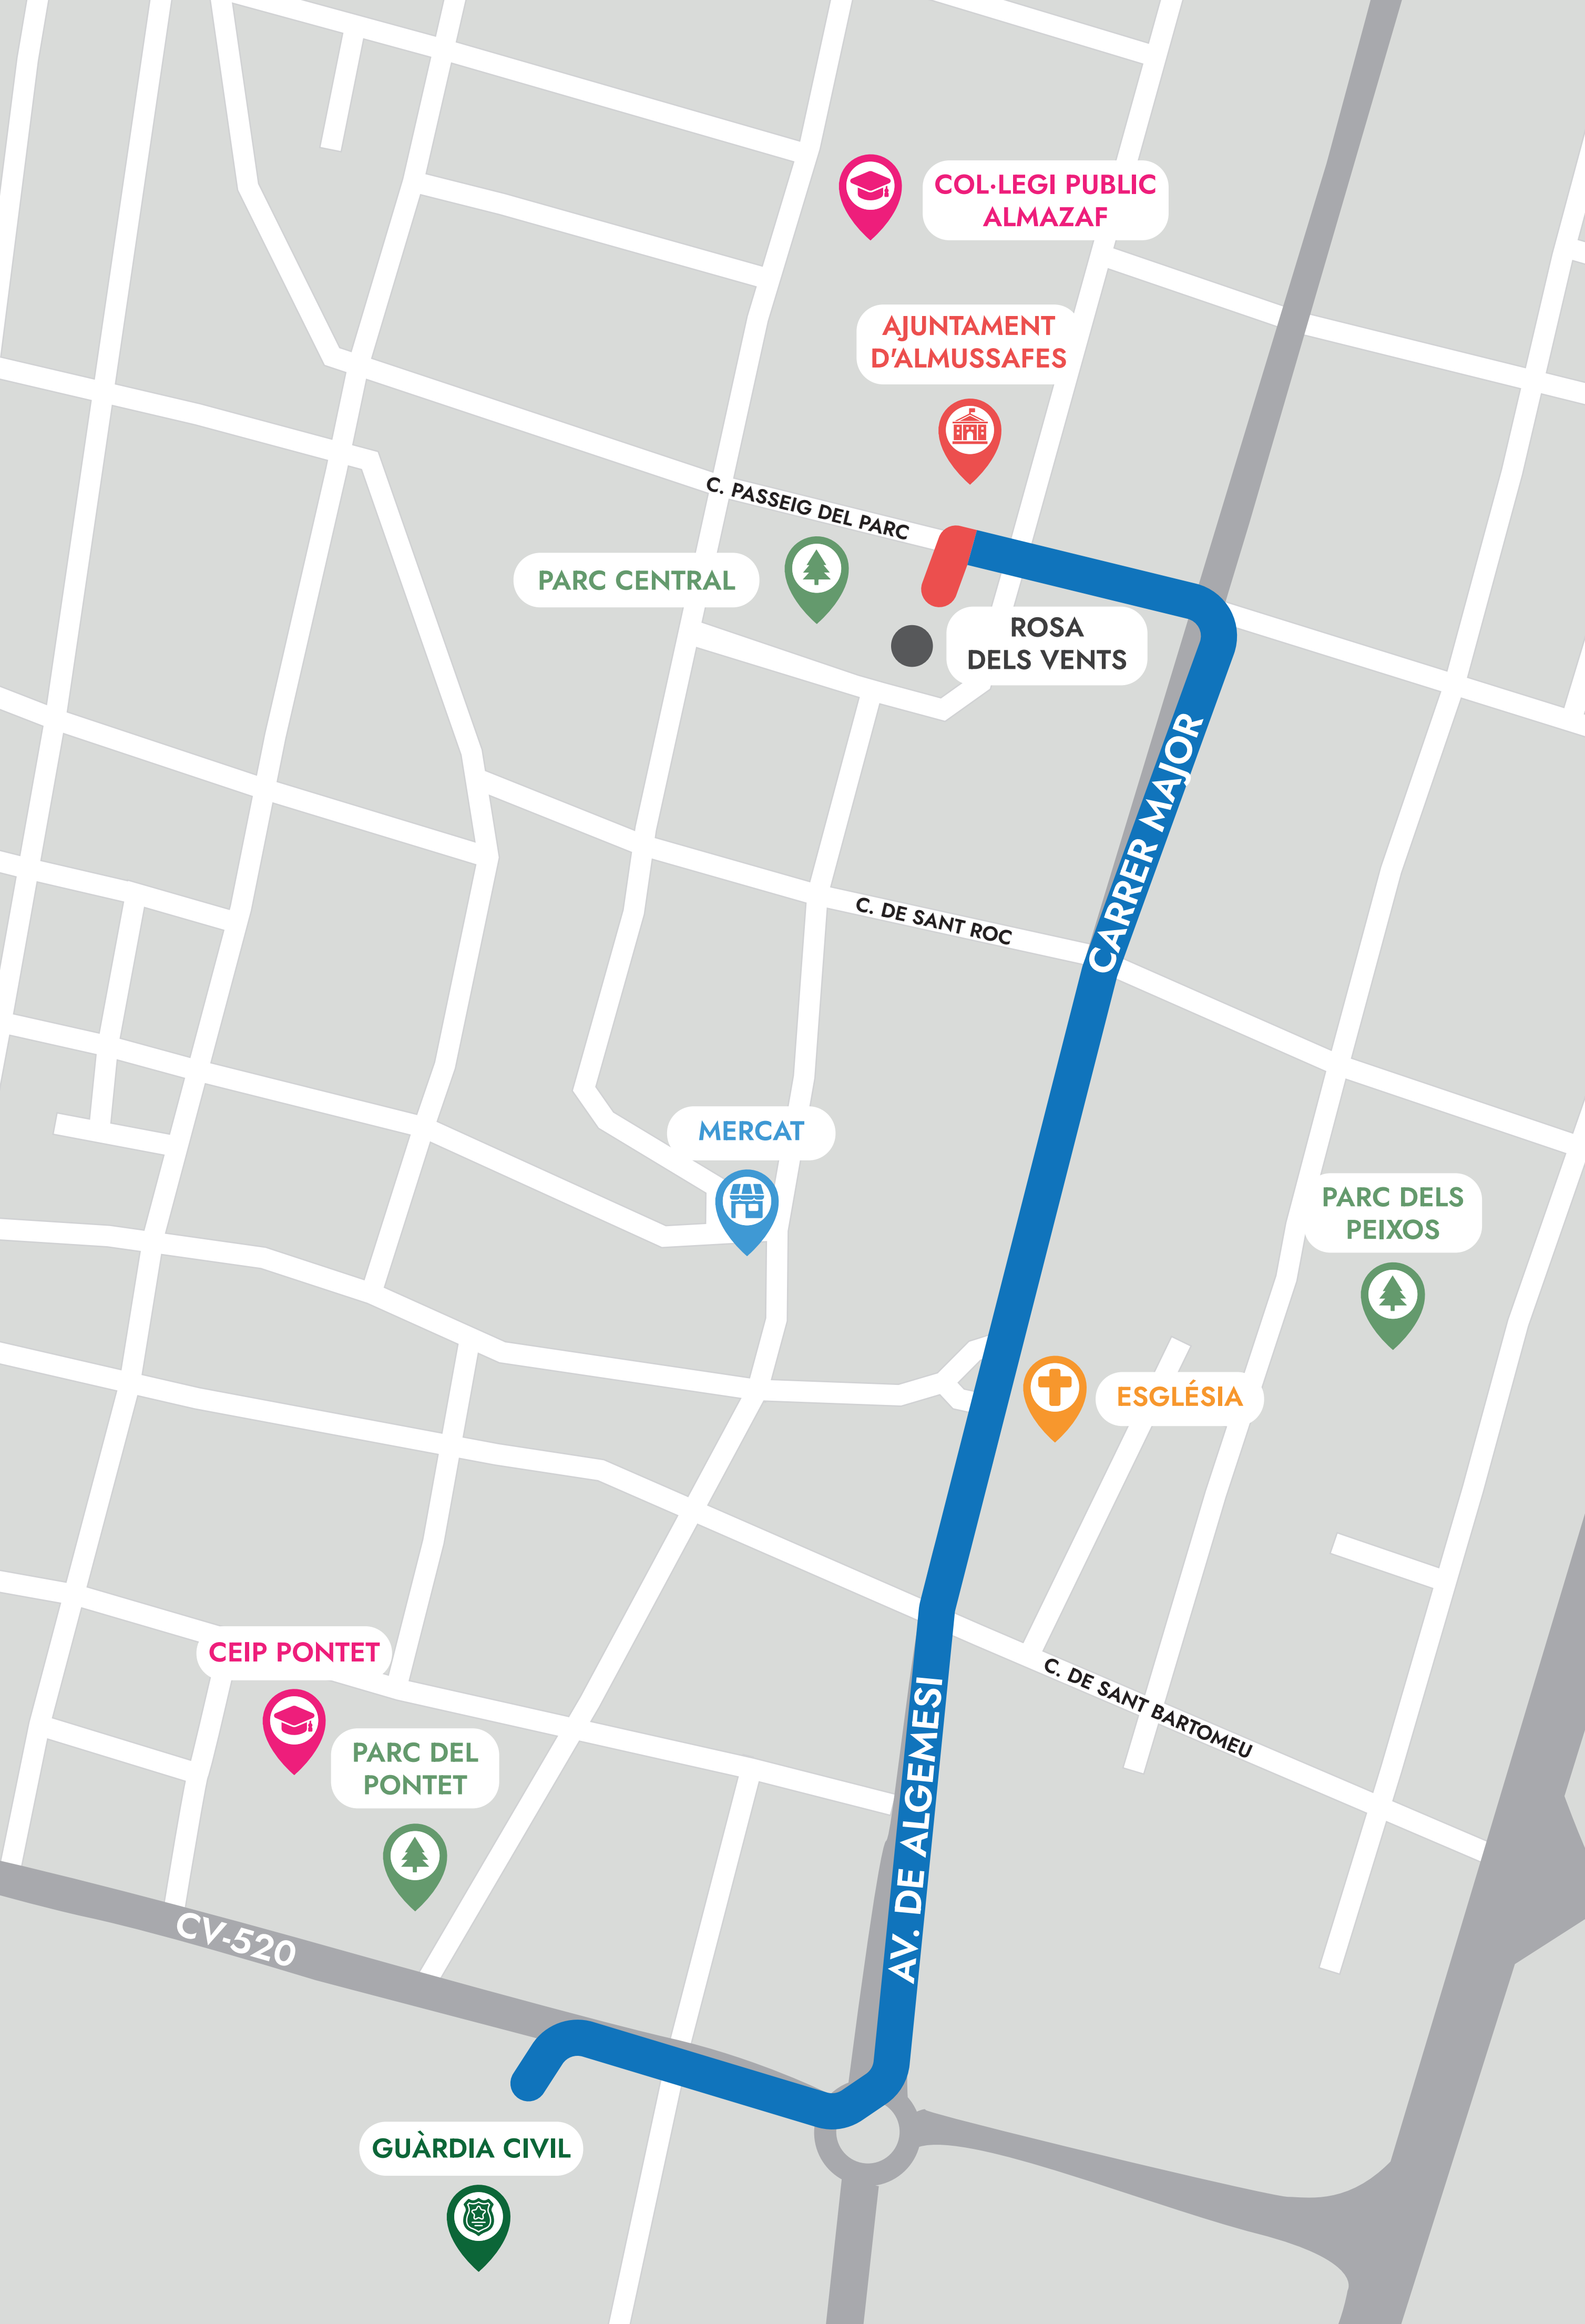 COL·LEGI PUBLIC
ALMAZAF
AJUNTAMENT
D'ALMUSSAFES
C. PASSEIG DEL PARC
PARC CENTRAL
ROSA
DELS VENTS
CARRER MAJOR
C. DE SANT ROC
MERCAT
PARC DELS
PEIXOS
ESGLÉSIA
CEIP PONTET
C. DE SANT BARTOMEU
PARC DEL
PONTET
AV. DE ALGEMESI
CV-520
GUÀRDIA CIVIL